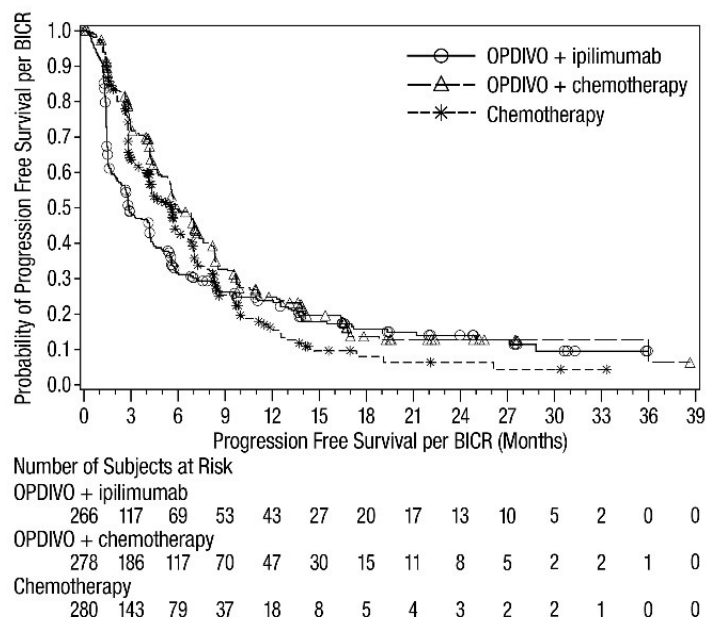 Probability of Progression Free Survival per BICR
1.0
0.9
0.8
0.7
0.6
0.5
0.4
0.3
0.2
0.1
0.0
OPDIVO + ipilimumab
OPDIVO + chemotherapy
Chemotherapy
0 3 6 9 12 15 18 21 24 27 30 33 36 39
Progression Free Survival per BICR (Months)
Number of Subjects at Risk
OPDIVO + ipilimumab
266 117 69 53 43 27 20 17 13 10 5 2 0 0
OPDIVO + chemotherapy
278 186 117 70 47 30 15 11 8 5 2 2 1 0
Chemotherapy
280 143 79 37 18 8 5 4 3 2 2 1 0 0